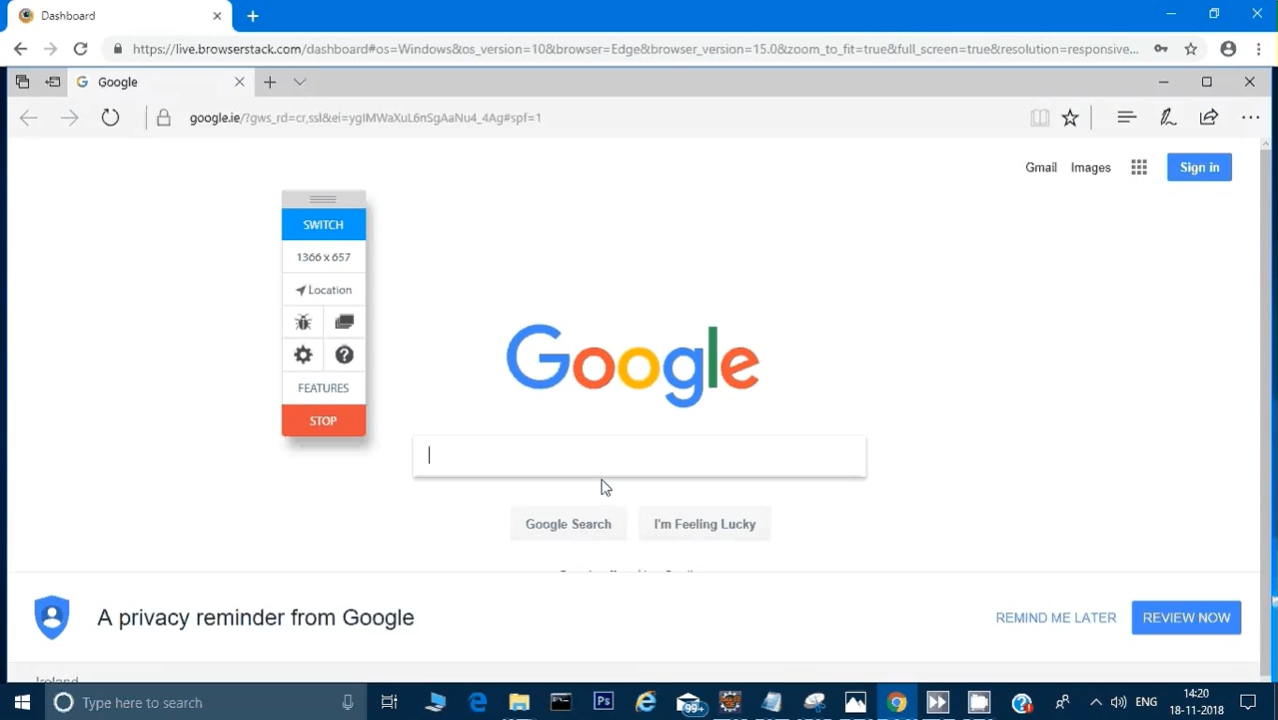 Dashboard
https://live.browserstack.com/dashboard#os=Windows&os_version=10&browser=Edge&browser_version=15.0&zoom_to_fit=true&full_screen=true&resolution=responsive...
Google
google.ie/?gws_rd=cr,ssl&ei=ygIMWaXuL6nSgAaNu4_4Ag#spf=1
Gmail Images Sign in
SWITCH
1366 x 657
Location
FEATURES
STOP
Google
Google Search I'm Feeling Lucky
A privacy reminder from Google REMIND ME LATER REVIEW NOW
Ireland
Type here to search
Ps
99+
ENG
14:20
18-11-2018